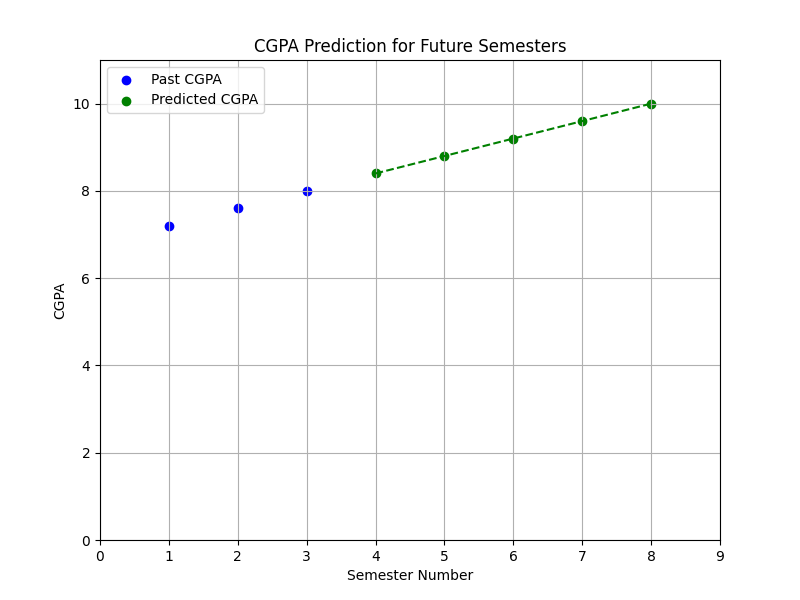 CGPA Prediction for Future Semesters
Past CGPA
Predicted CGPA
10
8
6
4
2
0
CGPA
0 1 2 3 4 5 6 7 8 9
Semester Number